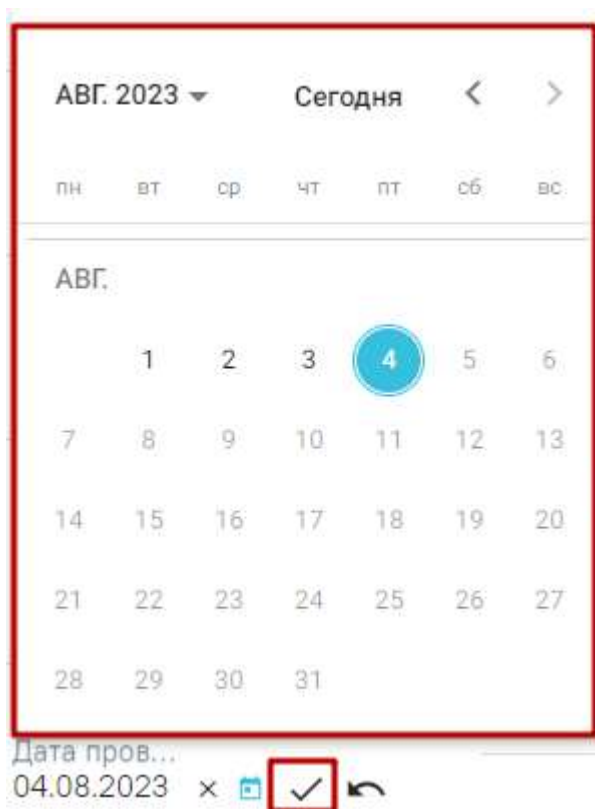 АВГ. 2023 Сегодня
пн вт ср чт пт сб вс
АВГ.
1 2 3 4 5 6
7 8 9 10 11 12 13
14 15 16 17 18 19 20
21 22 23 24 25 26 27
28 29 30 31
Дата пров...
04.08.2023